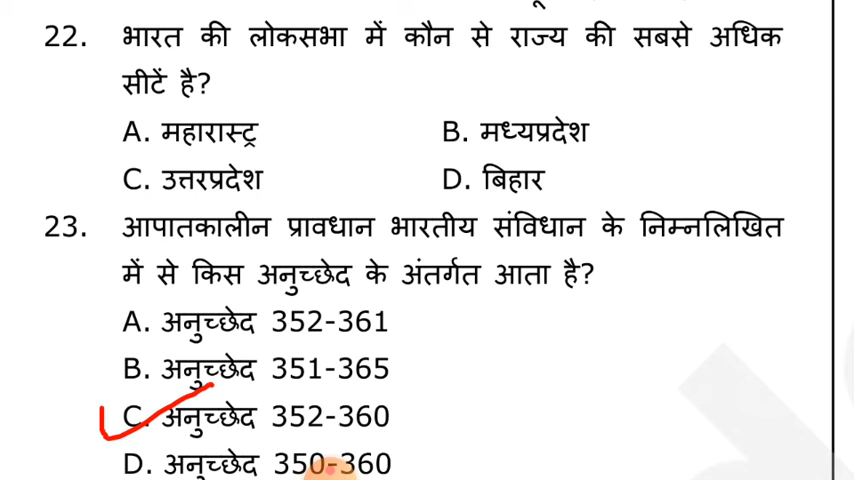 22. भारत की लोकसभा में कौन से राज्य की सबसे अधिक
सीटें है?
A. महारास्ट्र B. मध्यप्रदेश
C. उत्तरप्रदेश D. बिहार
23. आपातकालीन प्रावधान भारतीय संविधान के निम्नलिखित
में से किस अनुच्छेद के अंतर्गत आता है?
A. अनुच्छेद 352-361
B. अनुच्छेद 351-365
C. अनुच्छेद 352-360
D. अनुच्छेद 350-360